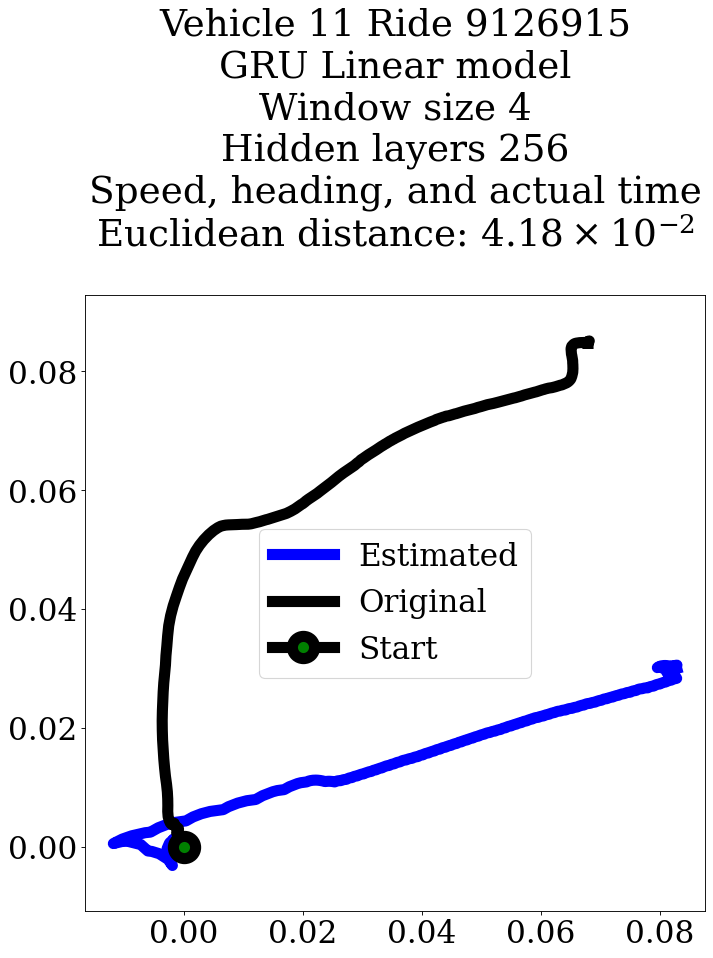 Vehicle 11 Ride 9126915
GRU Linear model
Window size 4
Hidden layers 256
Speed, heading, and actual time
Euclidean distance: 4.18 × 10⁻²
0.08
0.06
0.04
0.02
0.00
Estimated
Original
Start
0.00 0.02 0.04 0.06 0.08